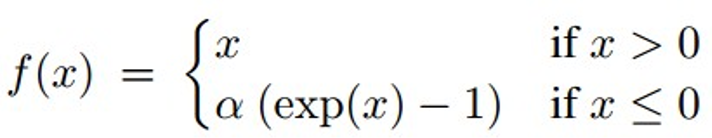 f(x) = { x if x > 0
α (exp(x) − 1) if x ≤ 0